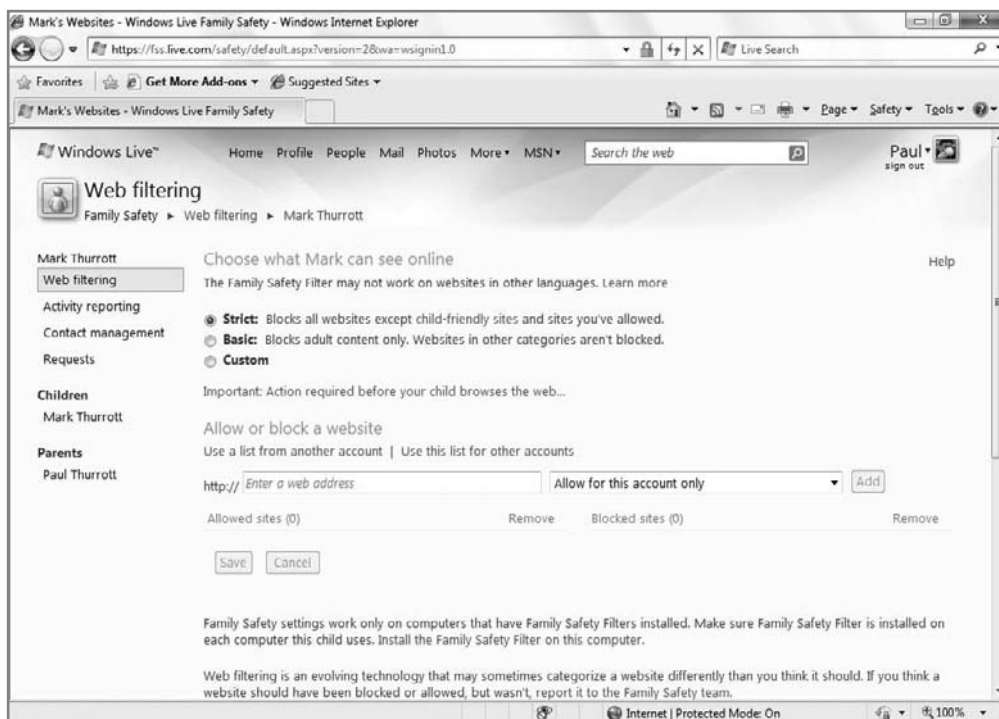 Mark's Websites - Windows Live Family Safety - Windows Internet Explorer
https://fss.live.com/safety/default.aspx?version=2&wa=wsignin1.0
Live Search
Favorites Get More Add-ons Suggested Sites
Mark's Websites - Windows Live Family Safety
Page Safety Tools
Windows Live™ Home Profile People Mail Photos More MSN Search the web Paul
sign out
Web filtering
Family Safety Web filtering Mark Thurrott
Mark Thurrott
Web filtering
Activity reporting
Contact management
Requests
Children
Mark Thurrott
Parents
Paul Thurrott
Choose what Mark can see online
Help
The Family Safety Filter may not work on websites in other languages. Learn more
Strict: Blocks all websites except child-friendly sites and sites you've allowed.
Basic: Blocks adult content only. Websites in other categories aren't blocked.
Custom
Important: Action required before your child browses the web...
Allow or block a website
Use a list from another account | Use this list for other accounts
http:// Enter a web address Allow for this account only Add
Allowed sites (0) Remove Blocked sites (0) Remove
Save Cancel
Family Safety settings work only on computers that have Family Safety Filters installed. Make sure Family Safety Filter is installed on
each computer this child uses. Install the Family Safety Filter on this computer.
Web filtering is an evolving technology that may sometimes categorize a website differently than you think it should. If you think a
website should have been blocked or allowed, but wasn't, report it to the Family Safety team.
Internet | Protected Mode: On 100%